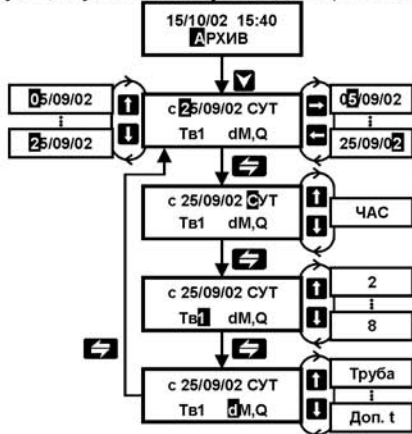 15/10/02 15:40
АРХИВ
05/09/02
25/09/02
с 25/09/02 СУТ
Тв1 dM,Q
05/09/02
25/09/02
с 25/09/02 СУТ
Тв1 dM,Q
ЧАС
с 25/09/02 СУТ
Тв1 dM,Q
2
8
с 25/09/02 СУТ
Тв1 dM,Q
Труба
Доп. t